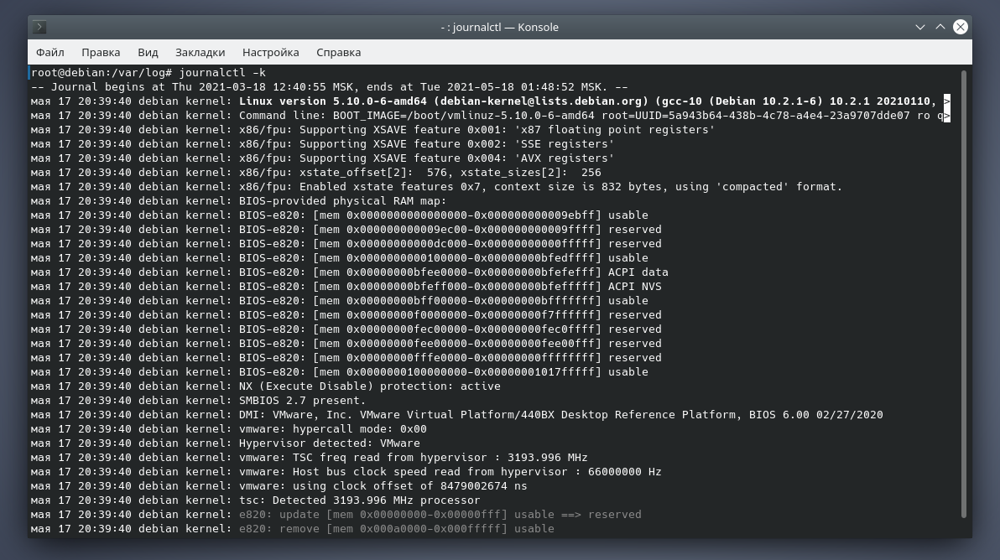 - : journalctl — Konsole
Файл Правка Вид Закладки Настройка Справка
root@debian:/var/log# journalctl -k
-- Journal begins at Thu 2021-03-18 12:40:55 MSK, ends at Tue 2021-05-18 01:48:52 MSK. --
мая 17 20:39:40 debian kernel: Linux version 5.10.0-6-amd64 (debian-kernel@lists.debian.org) (gcc-10 (Debian 10.2.1-6) 10.2.1 20210110, >
мая 17 20:39:40 debian kernel: Command line: BOOT_IMAGE=/boot/vmlinuz-5.10.0-6-amd64 root=UUID=5a943b64-438b-4c78-a4e4-23a9707dde07 ro q>
мая 17 20:39:40 debian kernel: x86/fpu: Supporting XSAVE feature 0x001: 'x87 floating point registers'
мая 17 20:39:40 debian kernel: x86/fpu: Supporting XSAVE feature 0x002: 'SSE registers'
мая 17 20:39:40 debian kernel: x86/fpu: Supporting XSAVE feature 0x004: 'AVX registers'
мая 17 20:39:40 debian kernel: x86/fpu: xstate_offset[2]:  576, xstate_sizes[2]:  256
мая 17 20:39:40 debian kernel: x86/fpu: Enabled xstate features 0x7, context size is 832 bytes, using 'compacted' format.
мая 17 20:39:40 debian kernel: BIOS-provided physical RAM map:
мая 17 20:39:40 debian kernel: BIOS-e820: [mem 0x0000000000000000-0x000000000009ebff] usable
мая 17 20:39:40 debian kernel: BIOS-e820: [mem 0x000000000009ec00-0x000000000009ffff] reserved
мая 17 20:39:40 debian kernel: BIOS-e820: [mem 0x00000000000dc000-0x00000000000fffff] reserved
мая 17 20:39:40 debian kernel: BIOS-e820: [mem 0x0000000000100000-0x00000000bfedffff] usable
мая 17 20:39:40 debian kernel: BIOS-e820: [mem 0x00000000bfee0000-0x00000000bfefefff] ACPI data
мая 17 20:39:40 debian kernel: BIOS-e820: [mem 0x00000000bfeff000-0x00000000bfefffff] ACPI NVS
мая 17 20:39:40 debian kernel: BIOS-e820: [mem 0x00000000bff00000-0x00000000bfffffff] usable
мая 17 20:39:40 debian kernel: BIOS-e820: [mem 0x00000000f0000000-0x00000000f7ffffff] reserved
мая 17 20:39:40 debian kernel: BIOS-e820: [mem 0x00000000fec00000-0x00000000fec0ffff] reserved
мая 17 20:39:40 debian kernel: BIOS-e820: [mem 0x00000000fee00000-0x00000000fee00fff] reserved
мая 17 20:39:40 debian kernel: BIOS-e820: [mem 0x00000000fffe0000-0x00000000ffffffff] reserved
мая 17 20:39:40 debian kernel: BIOS-e820: [mem 0x0000000100000000-0x00000001017fffff] usable
мая 17 20:39:40 debian kernel: NX (Execute Disable) protection: active
мая 17 20:39:40 debian kernel: SMBIOS 2.7 present.
мая 17 20:39:40 debian kernel: DMI: VMware, Inc. VMware Virtual Platform/440BX Desktop Reference Platform, BIOS 6.00 02/27/2020
мая 17 20:39:40 debian kernel: vmware: hypercall mode: 0x00
мая 17 20:39:40 debian kernel: Hypervisor detected: VMware
мая 17 20:39:40 debian kernel: vmware: TSC freq read from hypervisor : 3193.996 MHz
мая 17 20:39:40 debian kernel: vmware: Host bus clock speed read from hypervisor : 66000000 Hz
мая 17 20:39:40 debian kernel: vmware: using clock offset of 8479002674 ns
мая 17 20:39:40 debian kernel: tsc: Detected 3193.996 MHz processor
мая 17 20:39:40 debian kernel: e820: update [mem 0x00000000-0x00000fff] usable ==> reserved
мая 17 20:39:40 debian kernel: e820: remove [mem 0x000a0000-0x000fffff] usable